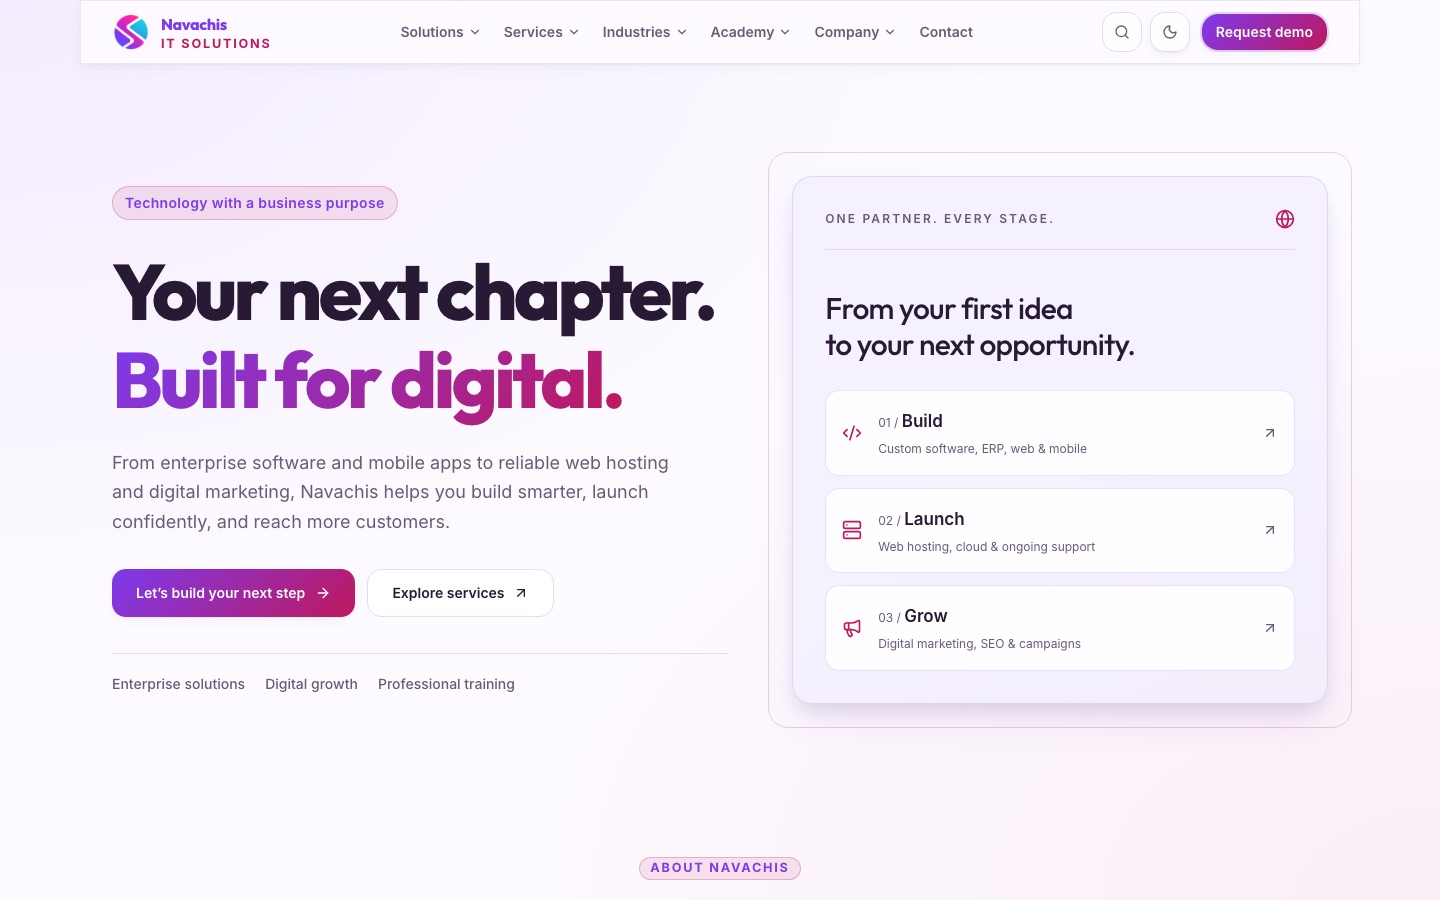 Navachis
IT SOLUTIONS
Solutions
Services
Industries
Academy
Company
Contact
Request demo
Technology with a business purpose
Your next chapter.
Built for digital.
From enterprise software and mobile apps to reliable web hosting
and digital marketing, Navachis helps you build smarter, launch
confidently, and reach more customers.
Let’s build your next step
Explore services
Enterprise solutions
Digital growth
Professional training
ONE PARTNER. EVERY STAGE.
From your first idea
to your next opportunity.
01 / Build
Custom software, ERP, web & mobile
02 / Launch
Web hosting, cloud & ongoing support
03 / Grow
Digital marketing, SEO & campaigns
ABOUT NAVACHIS